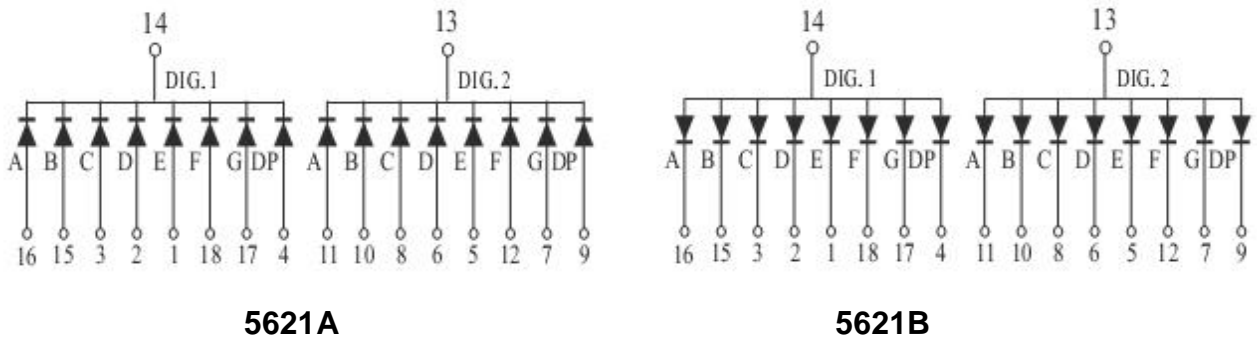 14 13 14 13
DIG.1 DIG.2 DIG.1 DIG.2
A B C D E F G DP A B C D E F G DP A B C D E F G DP A B C D E F G DP
16 15 3 2 1 18 17 4 11 10 8 6 5 12 7 9 16 15 3 2 1 18 17 4 11 10 8 6 5 12 7 9
5621A 5621B